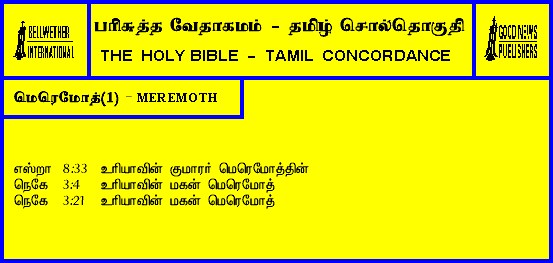 BELLWETHER
INTERNATIONAL
பரிசுத்த வேதாகமம் - தமிழ் சொல்தொகுதி
THE HOLY BIBLE - TAMIL CONCORDANCE
GOOD NEWS
PUBLISHERS
மெரெமோத்(1) - MEREMOTH
எஸ்றா 8:33 உரியாவின் குமாரர் மெரெமோத்தின்
நெகே 3:4 உரியாவின் மகன் மெரெமோத்
நெகே 3:21 உரியாவின் மகன் மெரெமோத்